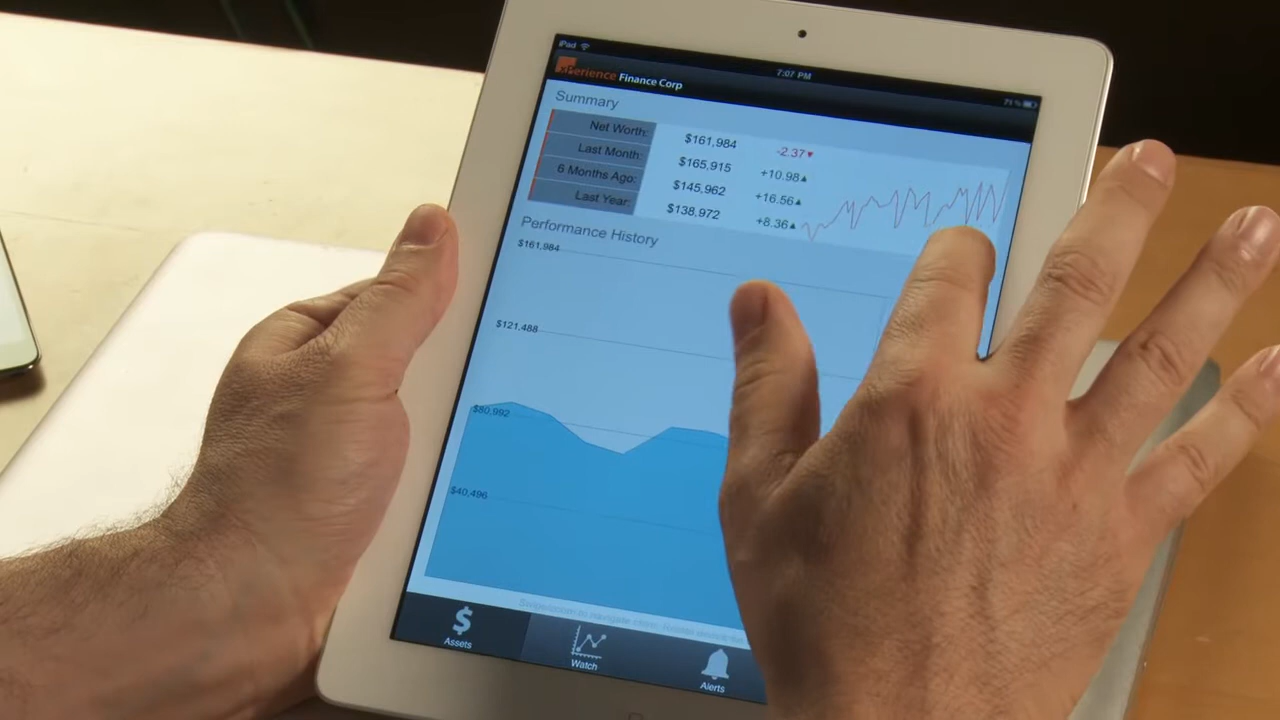 iPad 7:07 PM 71%
xPerience Finance Corp
Summary
Net Worth: $161,984 -2.37▼
Last Month: $165,915 +10.98▲
6 Months Ago: $145,962 +16.56▲
Last Year: $138,972 +8.36▲
Performance History
$161,984
$121,488
$80,992
$40,496
Assets
Watch
Alerts